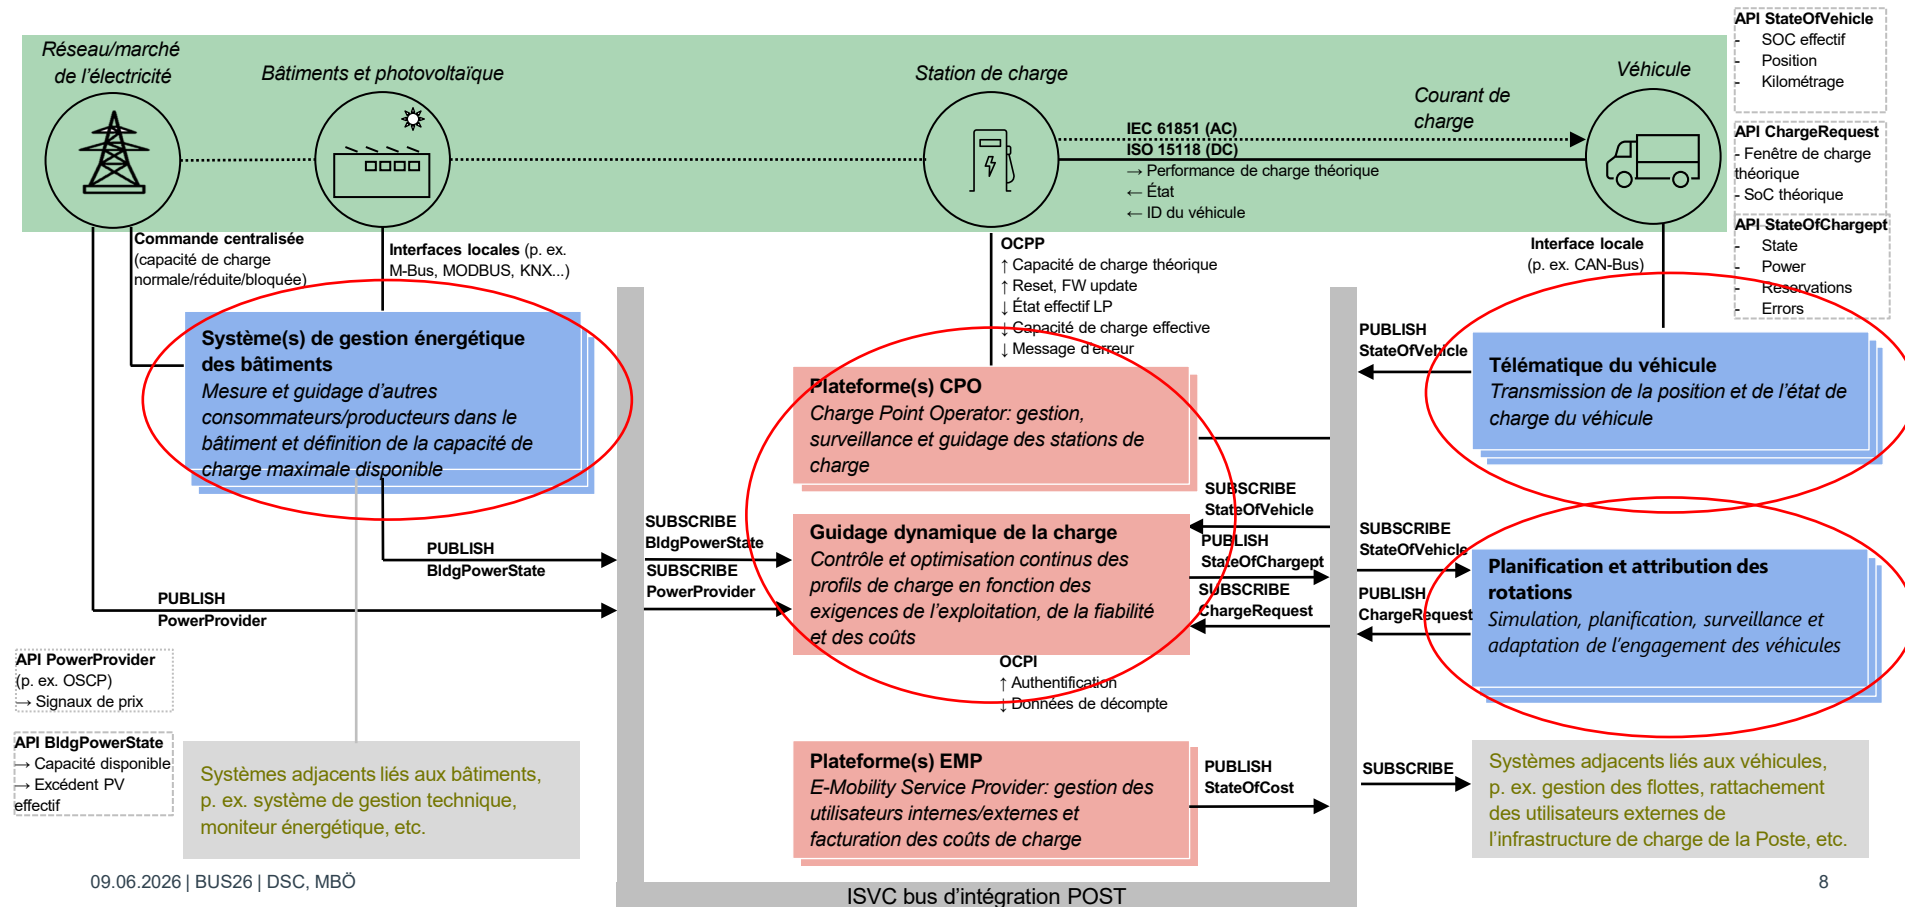 Réseau/marché
de l'électricité
Bâtiments et photovoltaïque
Station de charge
Véhicule
Courant de
charge
IEC 61851 (AC)
ISO 15118 (DC)
→ Performance de charge théorique
← État
← ID du véhicule
API StateOfVehicle
- SOC effectif
- Position
- Kilométrage
API ChargeRequest
- Fenêtre de charge
théorique
- SoC théorique
API StateOfChargept
- State
- Power
- Reservations
- Errors
Commande centralisée
(capacité de charge
normale/réduite/bloquée)
Interfaces locales (p. ex.
M-Bus, MODBUS, KNX...)
OCPP
↑ Capacité de charge théorique
↑ Reset, FW update
↓ État effectif LP
↓ Capacité de charge effective
↓ Message d'erreur
Interface locale
(p. ex. CAN-Bus)
Système(s) de gestion énergétique
des bâtiments
Mesure et guidage d'autres
consommateurs/producteurs dans le
bâtiment et définition de la capacité de
charge maximale disponible
Plateforme(s) CPO
Charge Point Operator: gestion,
surveillance et guidage des stations de
charge
PUBLISH
StateOfVehicle
Télématique du véhicule
Transmission de la position et de l'état de
charge du véhicule
PUBLISH
BldgPowerState
PUBLISH
PowerProvider
SUBSCRIBE
BldgPowerState
SUBSCRIBE
PowerProvider
Guidage dynamique de la charge
Contrôle et optimisation continus des
profils de charge en fonction des
exigences de l'exploitation, de la fiabilité
et des coûts
SUBSCRIBE
StateOfVehicle
PUBLISH
StateOfChargept
SUBSCRIBE
ChargeRequest
SUBSCRIBE
StateOfVehicle
PUBLISH
ChargeRequest
Planification et attribution des
rotations
Simulation, planification, surveillance et
adaptation de l'engagement des véhicules
OCPI
↑ Authentification
↓ Données de décompte
API PowerProvider
(p. ex. OSCP)
→ Signaux de prix
API BldgPowerState
→ Capacité disponible
→ Excédent PV
effectif
Systèmes adjacents liés aux bâtiments,
p. ex. système de gestion technique,
moniteur énergétique, etc.
Plateforme(s) EMP
E-Mobility Service Provider: gestion des
utilisateurs internes/externes et
facturation des coûts de charge
PUBLISH
StateOfCost
SUBSCRIBE
Systèmes adjacents liés aux véhicules,
p. ex. gestion des flottes, rattachement
des utilisateurs externes de
l'infrastructure de charge de la Poste, etc.
09.06.2026 | BUS26 | DSC, MBÖ
ISVC bus d'intégration POST
8